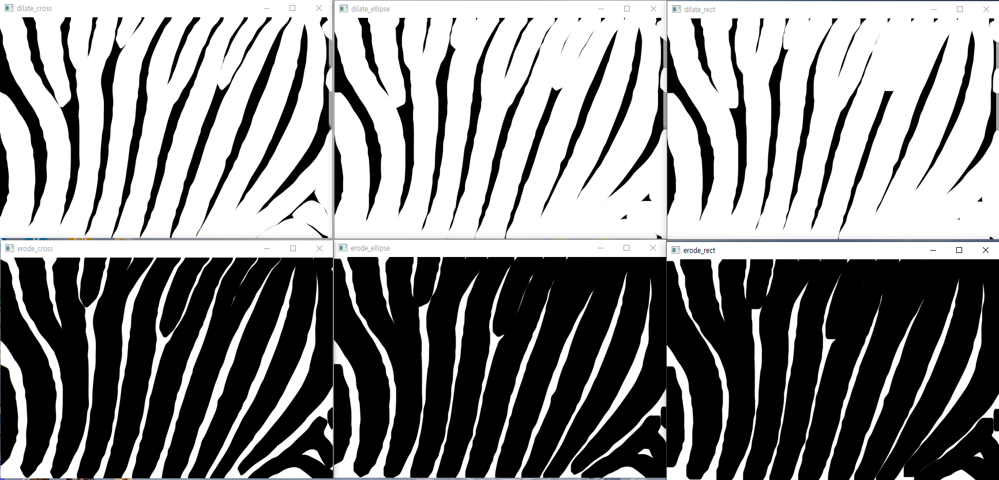 dilate_cross
dilate_ellipse
dilate_rect
erode_cross
erode_ellipse
erode_rect